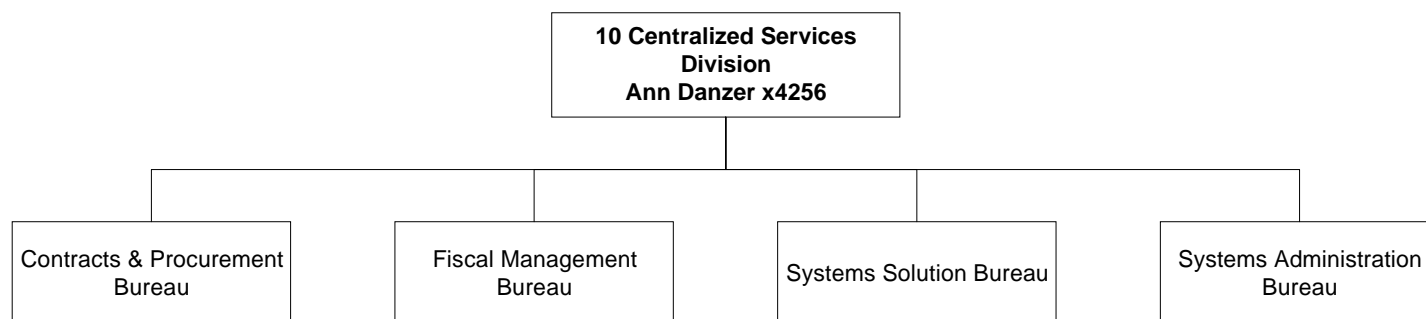 10 Centralized Services
Division
Ann Danzer x4256
Contracts & Procurement
Bureau
Fiscal Management
Bureau
Systems Solution Bureau
Systems Administration
Bureau